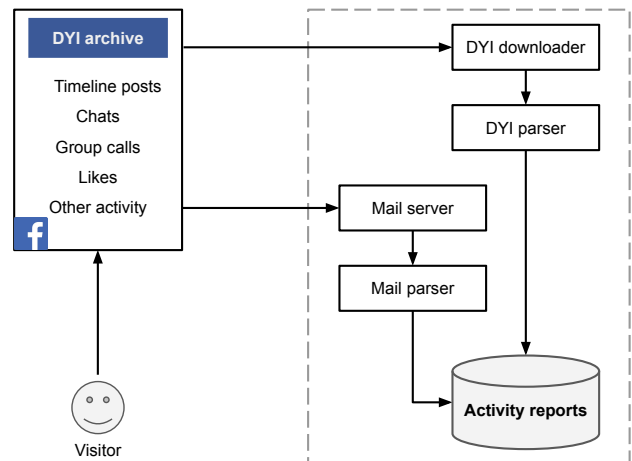 DYI archive
Timeline posts
Chats
Group calls
Likes
Other activity
f
Visitor
DYI downloader
DYI parser
Mail server
Mail parser
Activity reports